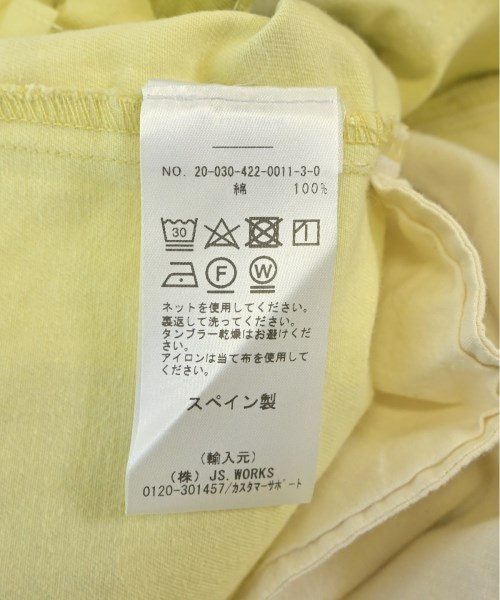 NO. 20-030-422-0011-3-0
綿 100%
30
F W
ネットを使用してください。
裏返して洗ってください。
タンブラー乾燥はお避けくだ
さい。
アイロンは当て布を使用して
ください。
スペイン製
(輸入元)
(株) JS.WORKS
0120-301457/カスタマーサポート